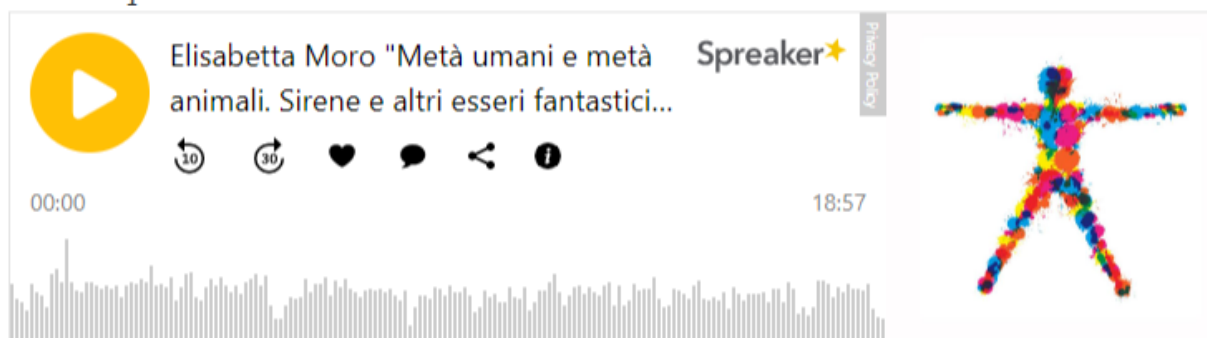 Elisabetta Moro "Metà umani e metà
animali. Sirene e altri esseri fantastici...
Spreaker
Privacy Policy
10
30
00:00
18:57